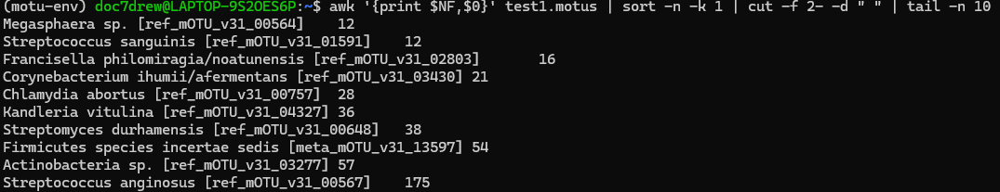 (motu-env) doc7drew@LAPTOP-9S2OES6P:~$ awk '{print $NF,$0}' test1.motus | sort -n -k 1 | cut -f 2- -d " " | tail -n 10
Megasphaera sp. [ref_mOTU_v31_00564]    12
Streptococcus sanguinis [ref_mOTU_v31_01591]    12
Francisella philomiragia/noatunensis [ref_mOTU_v31_02803]       16
Corynebacterium ihumii/afermentans [ref_mOTU_v31_03430] 21
Chlamydia abortus [ref_mOTU_v31_00757]  28
Kandleria vitulina [ref_mOTU_v31_04327] 36
Streptomyces durhamensis [ref_mOTU_v31_00648]   38
Firmicutes species incertae sedis [meta_mOTU_v31_13597] 54
Actinobacteria sp. [ref_mOTU_v31_03277] 57
Streptococcus anginosus [ref_mOTU_v31_00567]    175